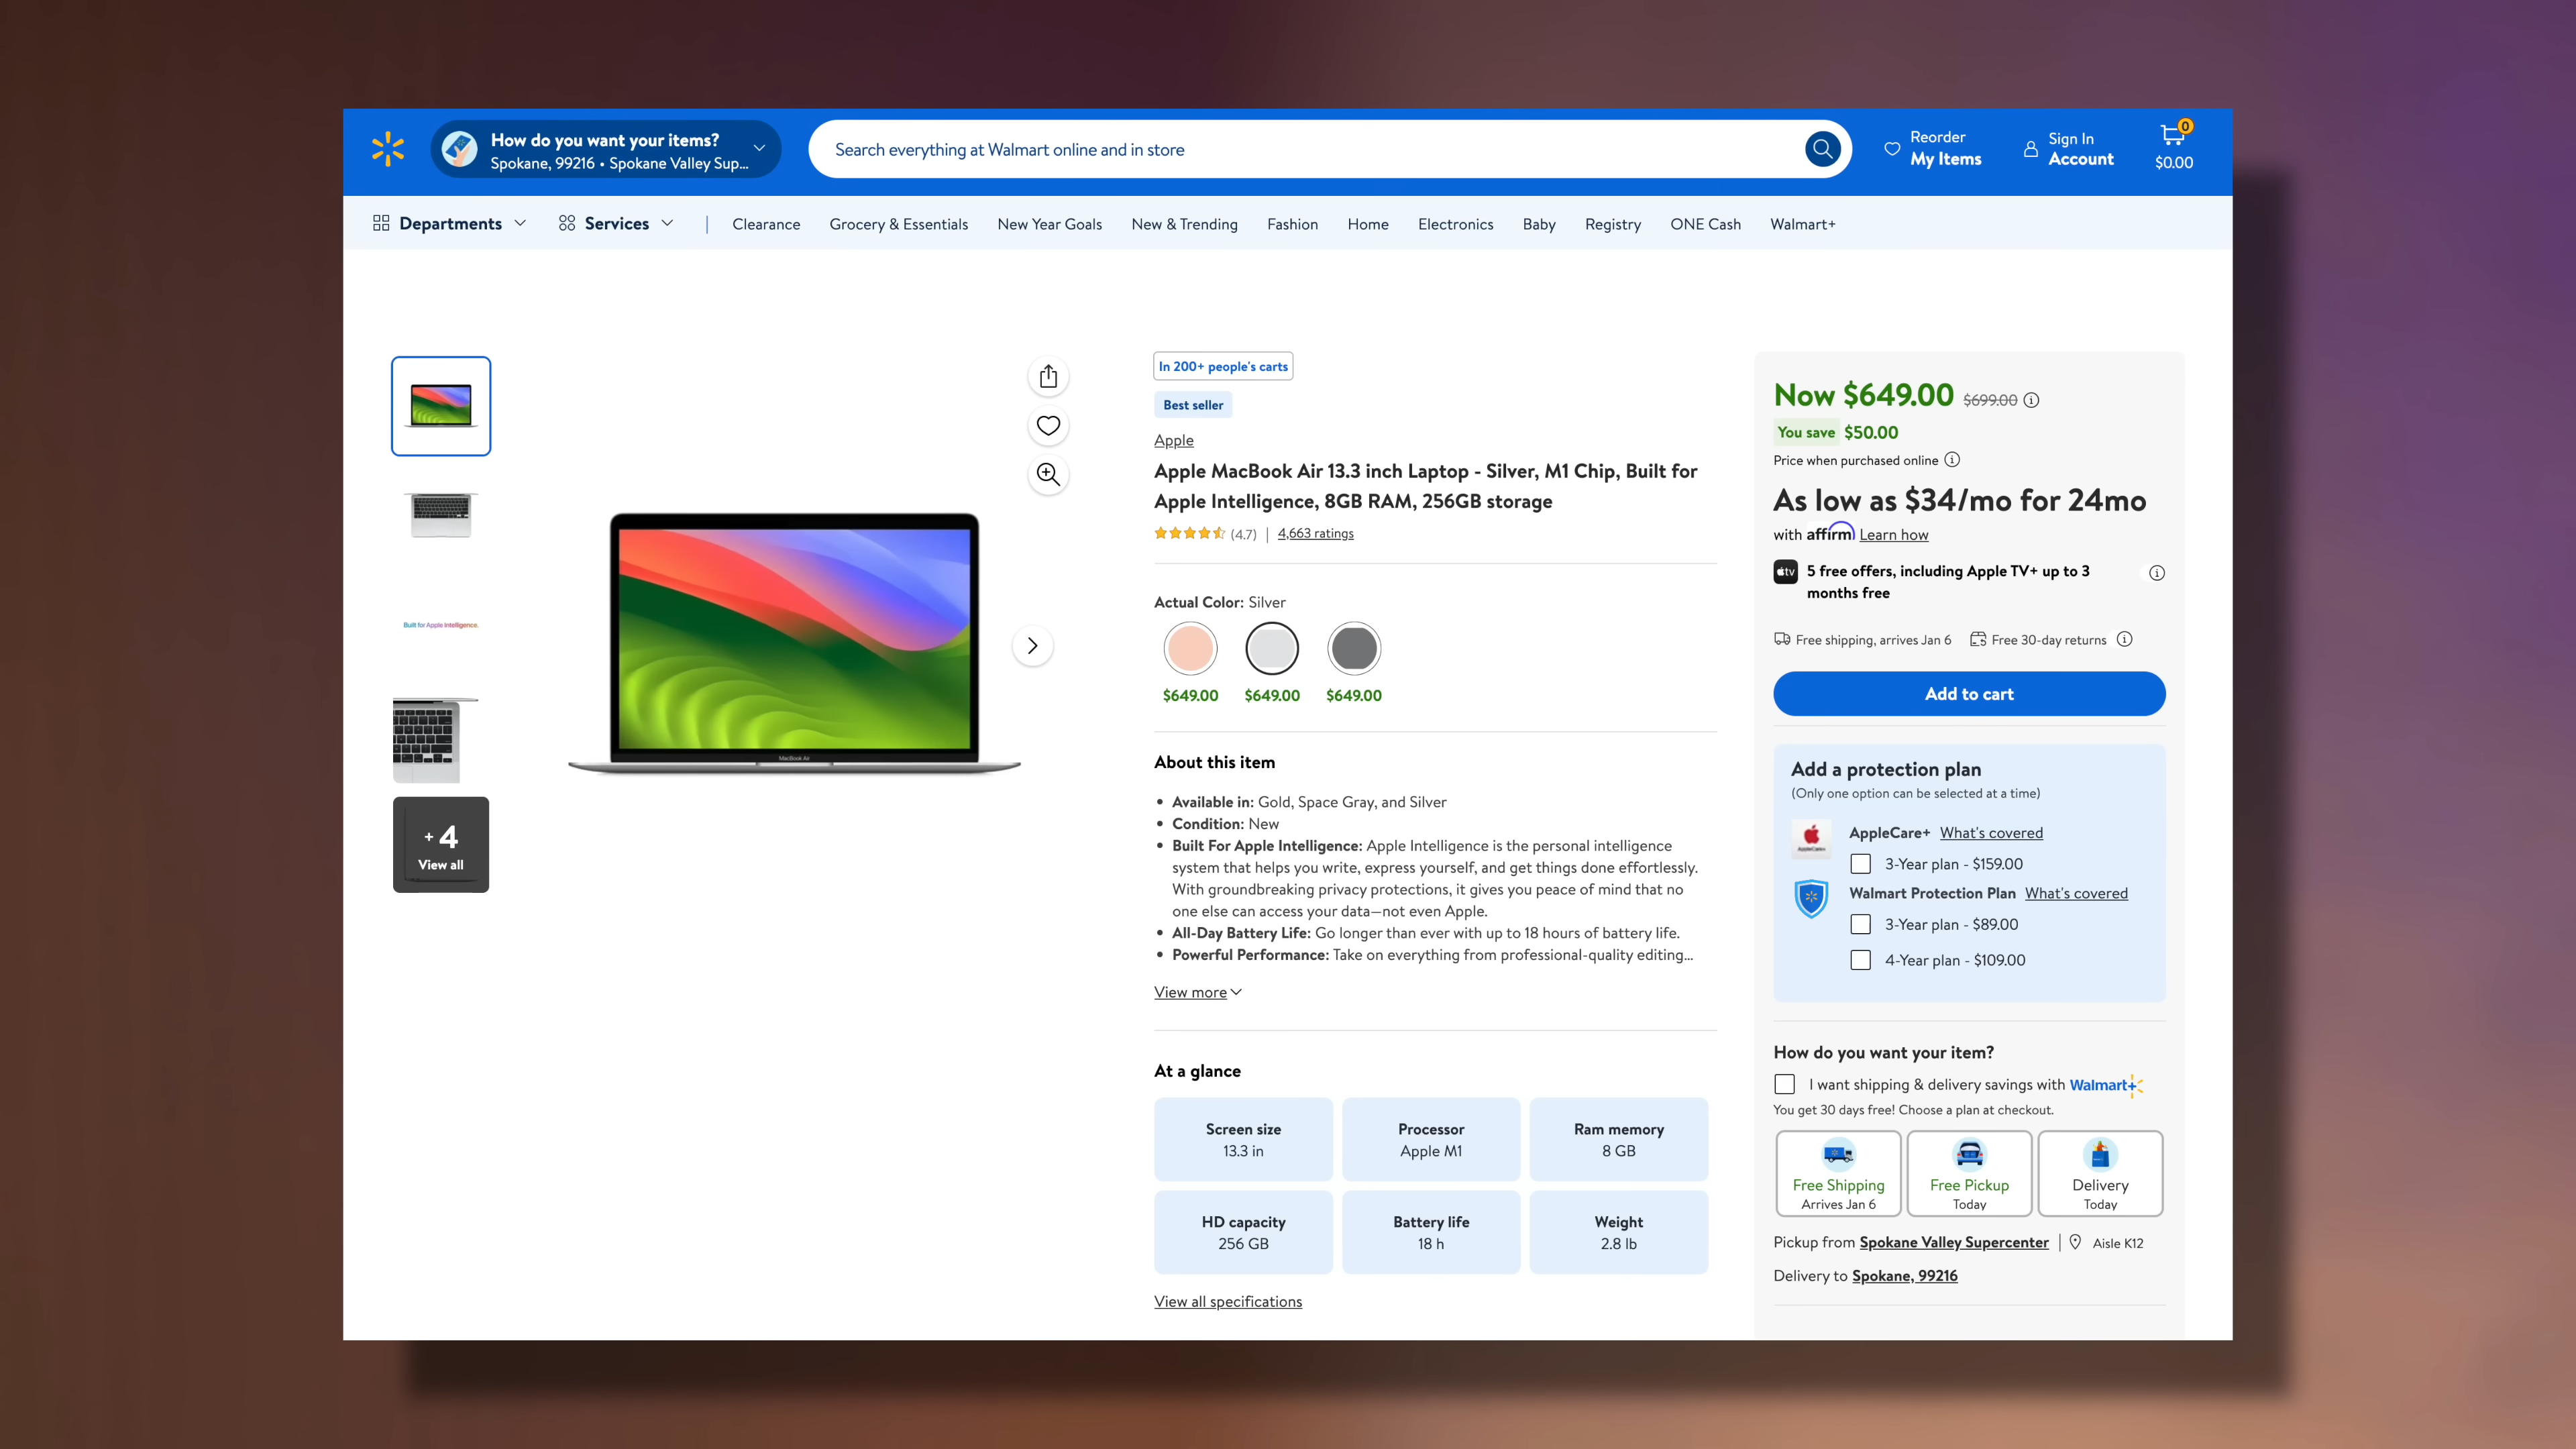 How do you want your items?
Spokane, 99216 • Spokane Valley Sup...
Search everything at Walmart online and in store
Reorder
My Items
Sign In
Account
0
$0.00
Departments
Services
Clearance
Grocery & Essentials
New Year Goals
New & Trending
Fashion
Home
Electronics
Baby
Registry
ONE Cash
Walmart+
Built for Apple Intelligence.
+4
View all
MacBook Air
In 200+ people's carts
Best seller
Apple
Apple MacBook Air 13.3 inch Laptop - Silver, M1 Chip, Built for
Apple Intelligence, 8GB RAM, 256GB storage
(4.7) | 4,663 ratings
Actual Color: Silver
$649.00 $649.00 $649.00
About this item
• Available in: Gold, Space Gray, and Silver
• Condition: New
• Built For Apple Intelligence: Apple Intelligence is the personal intelligence
system that helps you write, express yourself, and get things done effortlessly.
With groundbreaking privacy protections, it gives you peace of mind that no
one else can access your data—not even Apple.
• All-Day Battery Life: Go longer than ever with up to 18 hours of battery life.
• Powerful Performance: Take on everything from professional-quality editing...
View more
At a glance
Screen size
13.3 in
Processor
Apple M1
Ram memory
8 GB
HD capacity
256 GB
Battery life
18 h
Weight
2.8 lb
View all specifications
Now $649.00 $699.00
You save $50.00
Price when purchased online
As low as $34/mo for 24mo
with affirm Learn how
tv
5 free offers, including Apple TV+ up to 3
months free
Free shipping, arrives Jan 6 Free 30-day returns
Add to cart
Add a protection plan
(Only one option can be selected at a time)
AppleCare+
AppleCare+ What's covered
3-Year plan - $159.00
Walmart Protection Plan What's covered
3-Year plan - $89.00
4-Year plan - $109.00
How do you want your item?
I want shipping & delivery savings with Walmart+
You get 30 days free! Choose a plan at checkout.
Free Shipping
Arrives Jan 6
Free Pickup
Today
Delivery
Today
Pickup from Spokane Valley Supercenter | Aisle K12
Delivery to Spokane, 99216